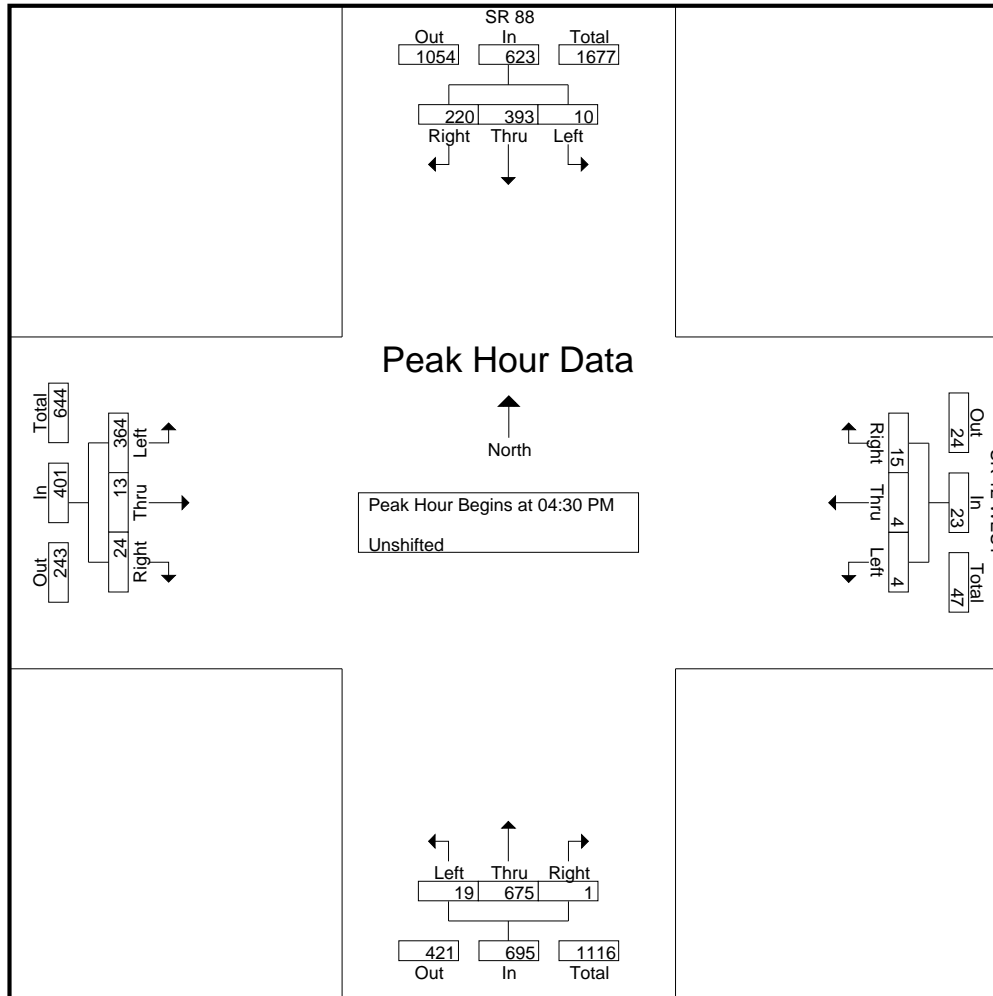 SR 88
Out In Total
1054 623 1677
220 393 10
Right Thru Left
Peak Hour Data
North
Peak Hour Begins at 04:30 PM
Unshifted
Total In Out
644 401 243
364 13 24
Left Thru Right
Right Thru Left
15 4 4
Out In Total
24 23 47
Left Thru Right
19 675 1
421 695 1116
Out In Total